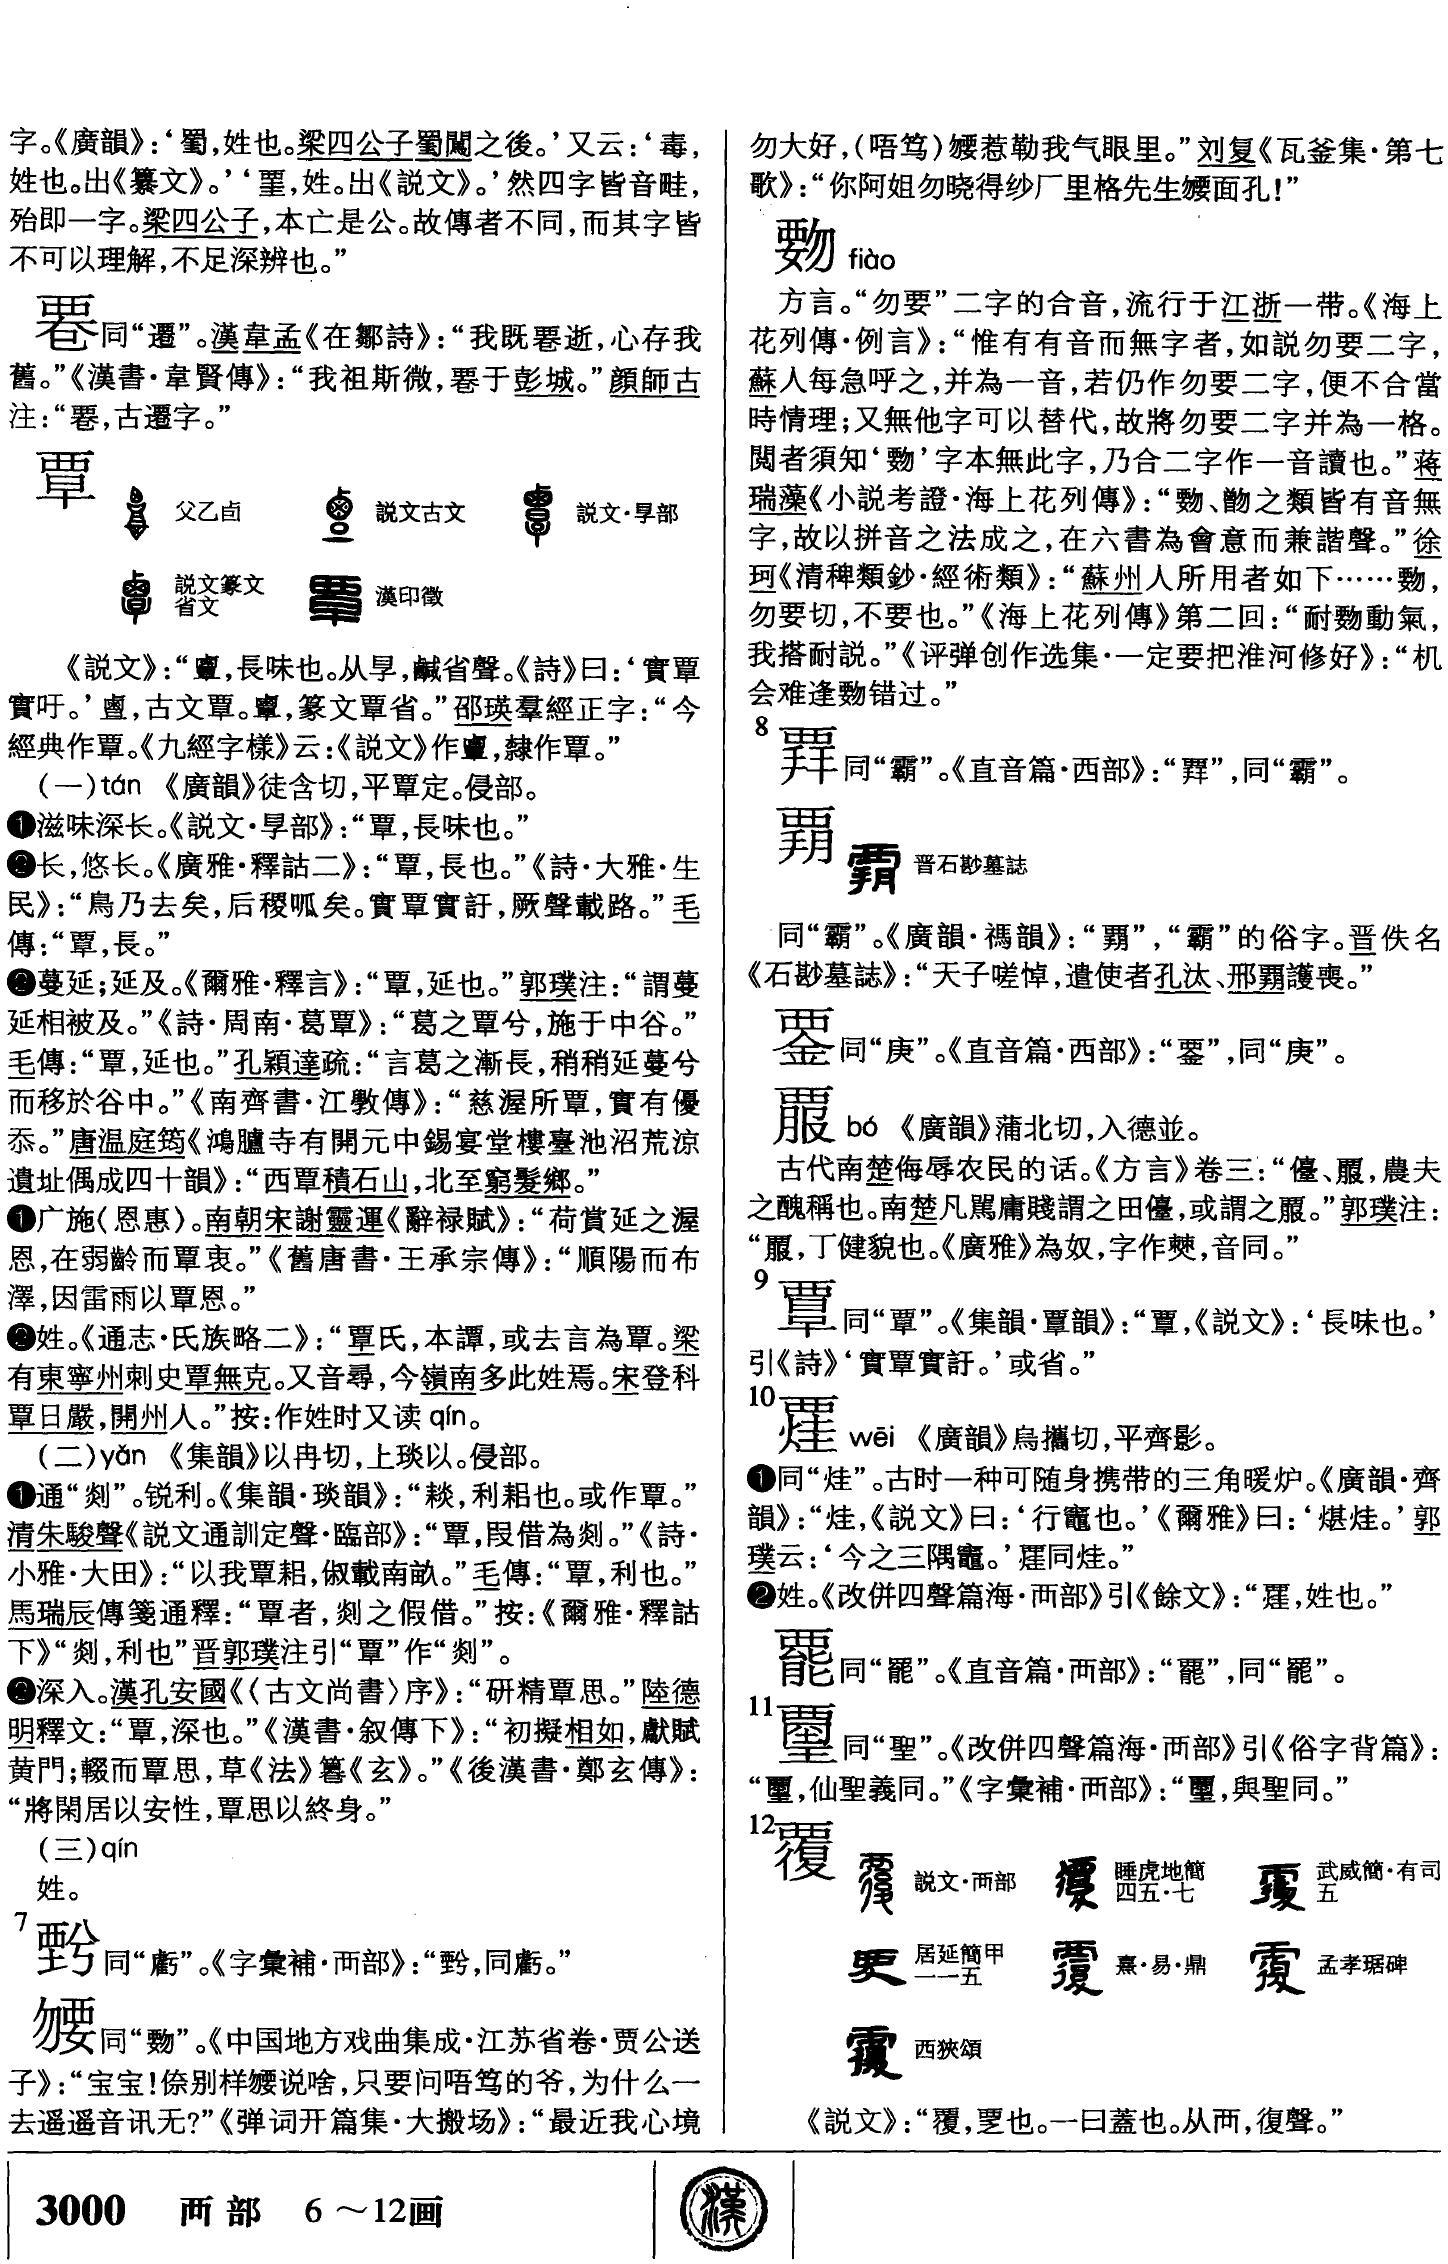 字。《廣韻》：‘蜀，姓也。梁四公子蜀闖之後。’又云：‘毒，
姓也。出《纂文》。’‘，姓。出《説文》。’然四字皆音畦，
殆即一字。梁四公子，本亡是公。故傳者不同，而其字皆
不可以理解，不足深辨也。”
同“遷”。漢韋孟《在鄒詩》：“我既逝，心存我
舊。”《漢書·韋賢傳》：“我祖斯微，于彭城。”顔師古
注：“，古遷字。”
覃
父乙卣
説文古文
説文·㫗部
説文篆文
省文
漢印徵
《説文》：“，長味也。从㫗，鹹省聲。《詩》曰：‘實覃
實吁。’，古文覃。，篆文覃省。”邵瑛羣經正字：“今
經典作覃。《九經字樣》云：《説文》作，隸作覃。”
(一)tán 《廣韻》徒含切，平覃定。侵部。
❶滋味深长。《説文·㫗部》：“覃，長味也。”
❷长，悠长。《廣雅·釋詁二》：“覃，長也。”《詩·大雅·生
民》：“鳥乃去矣，后稷呱矣。實覃實訏，厥聲載路。”毛
傳：“覃，長。”
❷蔓延；延及。《爾雅·釋言》：“覃，延也。”郭璞注：“謂蔓
延相被及。”《詩·周南·葛覃》：“葛之覃兮，施于中谷。”
毛傳：“覃，延也。”孔穎達疏：“言葛之漸長，稍稍延蔓兮
而移於谷中。”《南齊書·江斅傳》：“慈渥所覃，實有優
忝。”唐温庭筠《鴻臚寺有開元中錫宴堂樓臺池沼荒涼
遺址偶成四十韻》：“西覃積石山，北至窮髮鄉。”
❶广施（恩惠）。南朝宋謝靈運《辭禄賦》：“荷賞延之渥
恩，在弱齡而覃衷。”《舊唐書·王承宗傳》：“順陽而布
澤，因雷雨以覃恩。”
❷姓。《通志·氏族略二》：“覃氏，本譚，或去言為覃。梁
有東寧州刺史覃無克。又音尋，今嶺南多此姓焉。宋登科
覃日嚴，開州人。”按：作姓时又读 qín。
(二)yǎn 《集韻》以冉切，上琰以。侵部。
❶通“剡”。锐利。《集韻·琰韻》：“䎦，利耜也。或作覃。”
清朱駿聲《説文通訓定聲·臨部》：“覃，叚借為剡。”《詩·
小雅·大田》：“以我覃耜，俶載南畝。”毛傳：“覃，利也。”
馬瑞辰傳箋通釋：“覃者，剡之假借。”按：《爾雅·釋詁
下》“剡，利也”晋郭璞注引“覃”作“剡”。
❷深入。漢孔安國《〈古文尚書〉序》：“研精覃思。”陸德
明釋文：“覃，深也。”《漢書·叙傳下》：“初擬相如，獻賦
黄門；輟而覃思，草《法》篹《玄》。”《後漢書·鄭玄傳》：
“將閑居以安性，覃思以終身。”
(三)qín
姓。
7
同“虧”。《字彙補·襾部》：“，同虧。”
同“覅”。《中国地方戏曲集成·江苏省卷·贾公送
子》：“宝宝！倷别样说啥，只要问唔笃的爷，为什么一
去遥遥音讯无？”《弹词开篇集·大搬场》：“最近我心境
勿大好，（唔笃）惹勒我气眼里。”刘复《瓦釜集·第七
歌》：“你阿姐勿晓得纱厂里格先生面孔！”
覅 fiào
方言。“勿要”二字的合音，流行于江浙一带。《海上
花列傳·例言》：“惟有有音而無字者，如説勿要二字，
蘇人每急呼之，并為一音，若仍作勿要二字，便不合當
時情理；又無他字可以替代，故將勿要二字并為一格。
閲者須知‘覅’字本無此字，乃合二字作一音讀也。”蒋
瑞藻《小説考證·海上花列傳》：“覅、朆之類皆有音無
字，故以拼音之法成之，在六書為會意而兼諧聲。”徐
珂《清稗類鈔·經術類》：“蘇州人所用者如下……覅，
勿要切，不要也。”《海上花列傳》第二回：“耐覅動氣，
我搭耐説。”《评弹创作选集·一定要把淮河修好》：“机
会难逢覅错过。”
8
同“霸”。《直音篇·西部》：“”，同“霸”。
覇
晋石尠墓誌
同“霸”。《廣韻·禡韻》：“覇”，“霸”的俗字。晋佚名
《石尠墓誌》：“天子嗟悼，遣使者孔汰、邢覇護喪。”
同“庚”。《直音篇·西部》：“”，同“庚”。
bó 《廣韻》蒲北切，入德並。
古代南楚侮辱农民的话。《方言》卷三：“儓、，農夫
之醜稱也。南楚凡駡庸賤謂之田儓，或謂之。”郭璞注：
“，丁健貌也。《廣雅》為奴，字作僰，音同。”
9
同“覃”。《集韻·覃韻》：“覃，《説文》：‘長味也。’
引《詩》‘實覃實訏。’或省。”
10
wēi 《廣韻》烏攜切，平齊影。
❶同“烓”。古时一种可随身携带的三角暖炉。《廣韻·齊
韻》：“烓，《説文》曰：‘行竈也。’《爾雅》曰：‘煁烓。’郭
璞云：‘今之三隅竈。’同烓。”
❷姓。《改併四聲篇海·襾部》引《餘文》：“，姓也。”
同“罷”。《直音篇·襾部》：“”，同“罷”。
11
同“聖”。《改併四聲篇海·襾部》引《俗字背篇》：
“，仙聖義同。”《字彙補·襾部》：“，與聖同。”
12
覆
説文·襾部
睡虎地簡
四五·七
武威簡·有司
五
居延簡甲
一一五
熹·易·鼎
孟孝琚碑
西狹頌
《説文》：“覆，覂也。一曰蓋也。从襾，復聲。”
3000 襾部 6～12画
漢